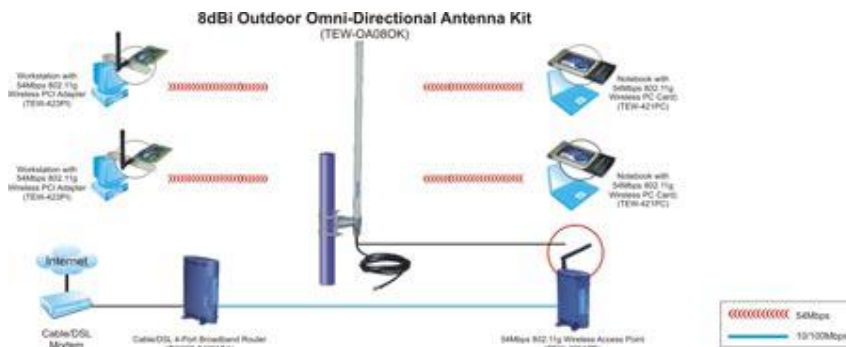 8dBi Outdoor Omni-Directional Antenna Kit
(TEW-OA08OK)
Workstation with
54Mbps 802.11g
Wireless PCI Adapter
(TEW-423PI)
Notebook with
54Mbps 802.11g
Wireless PC Card
(TEW-421PC)
Workstation with
54Mbps 802.11g
Wireless PCI Adapter
(TEW-423PI)
Notebook with
54Mbps 802.11g
Wireless PC Card
(TEW-421PC)
Internet
Cable/DSL
Modem
Cable/DSL 4-Port Broadband Router
54Mbps 802.11g Wireless Access Point
54Mbps
10/100Mbps